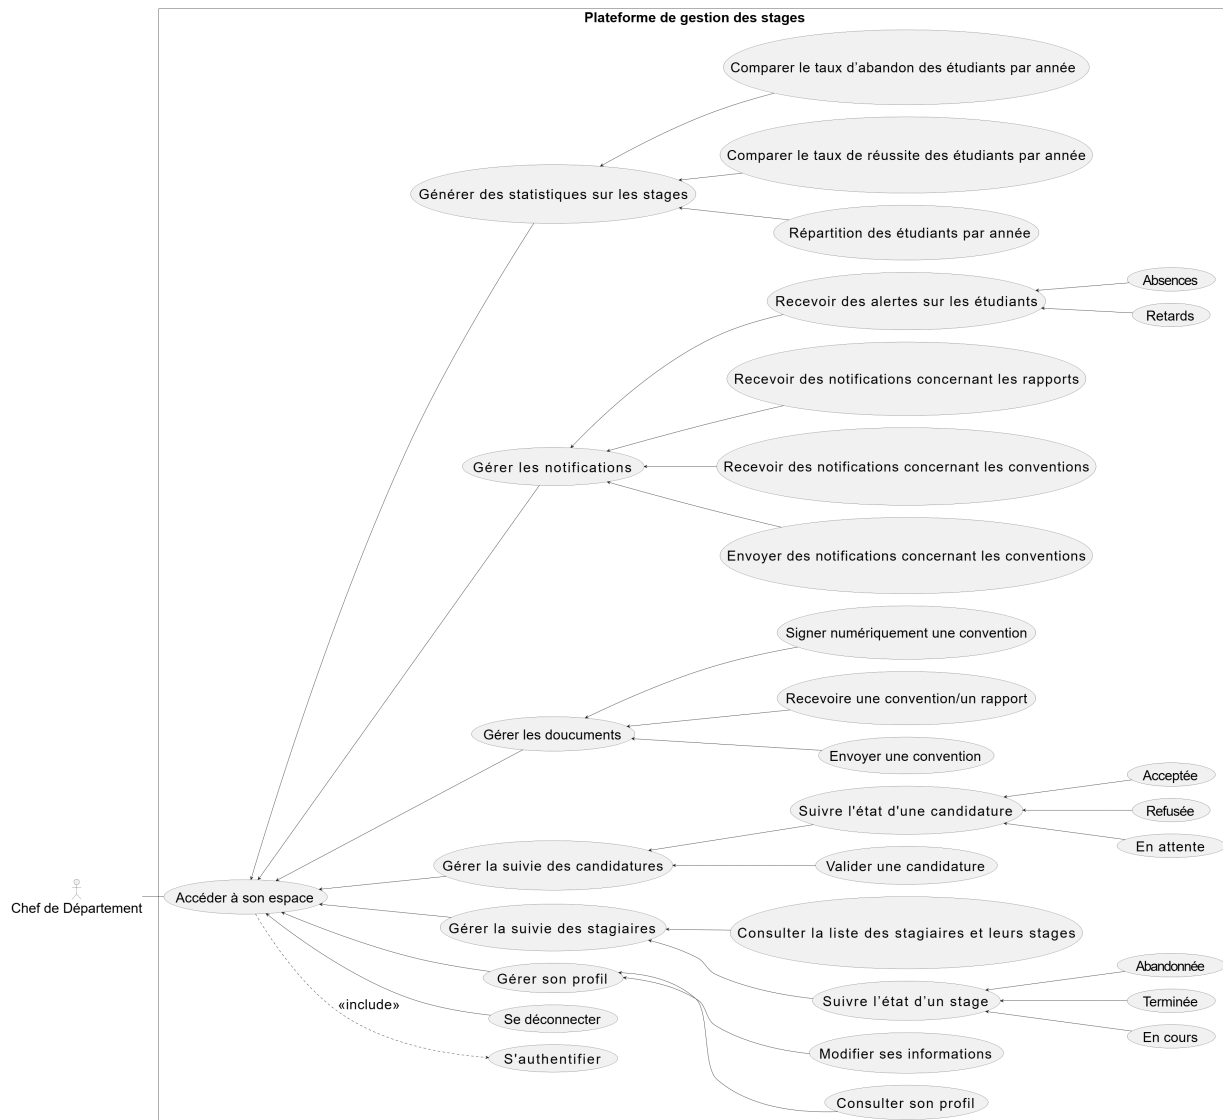 Plateforme de gestion des stages
Comparer le taux d’abandon des étudiants par année
Comparer le taux de réussite des étudiants par année
Générer des statistiques sur les stages
Répartition des étudiants par année
Absences
Recevoir des alertes sur les étudiants
Retards
Recevoir des notifications concernant les rapports
Gérer les notifications
Recevoir des notifications concernant les conventions
Envoyer des notifications concernant les conventions
Signer numériquement une convention
Recevoire une convention/un rapport
Gérer les doucuments
Envoyer une convention
Acceptée
Suivre l'état d'une candidature
Refusée
En attente
Gérer la suivie des candidatures
Valider une candidature
Chef de Département
Accéder à son espace
Gérer la suivie des stagiaires
Consulter la liste des stagiaires et leurs stages
Abandonnée
Gérer son profil
Suivre l’état d’un stage
Terminée
«include»
Se déconnecter
En cours
S'authentifier
Modifier ses informations
Consulter son profil